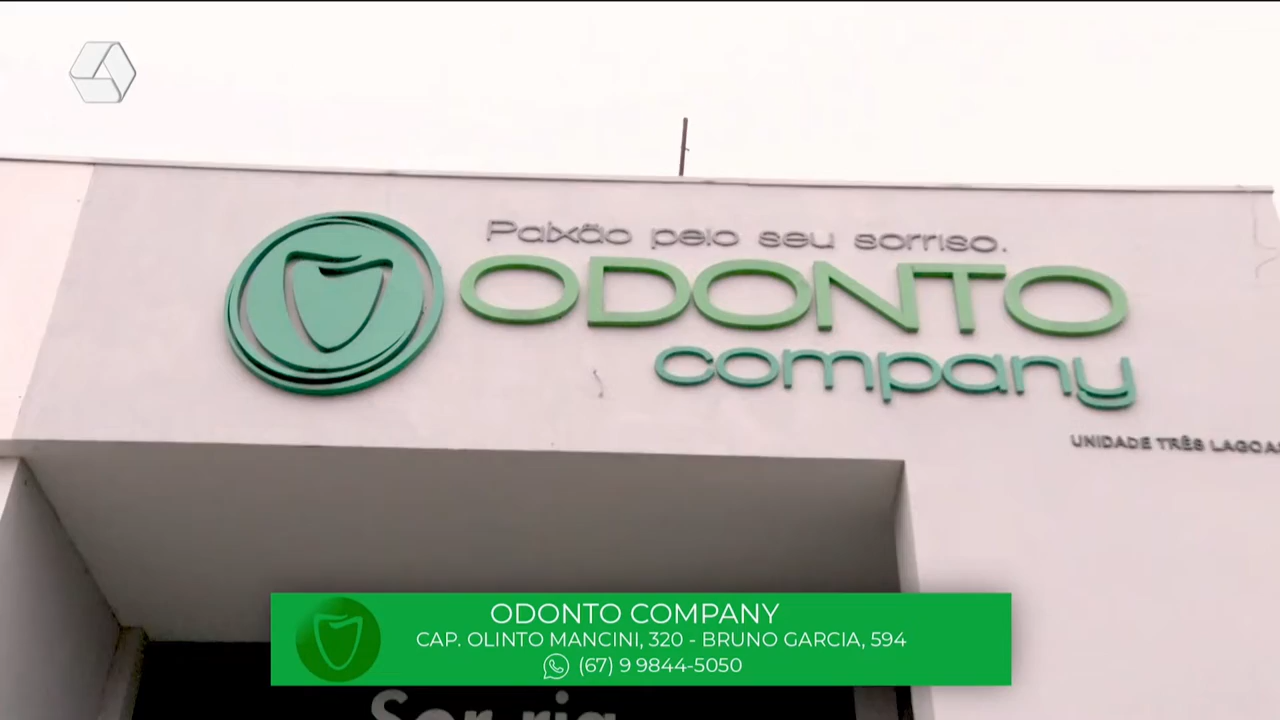 Paixão pelo seu sorriso.
ODONTO
company
UNIDADE TRÊS LAGOAS
ODONTO COMPANY
CAP. OLINTO MANCINI, 320 - BRUNO GARCIA, 594
(67) 9 9844-5050